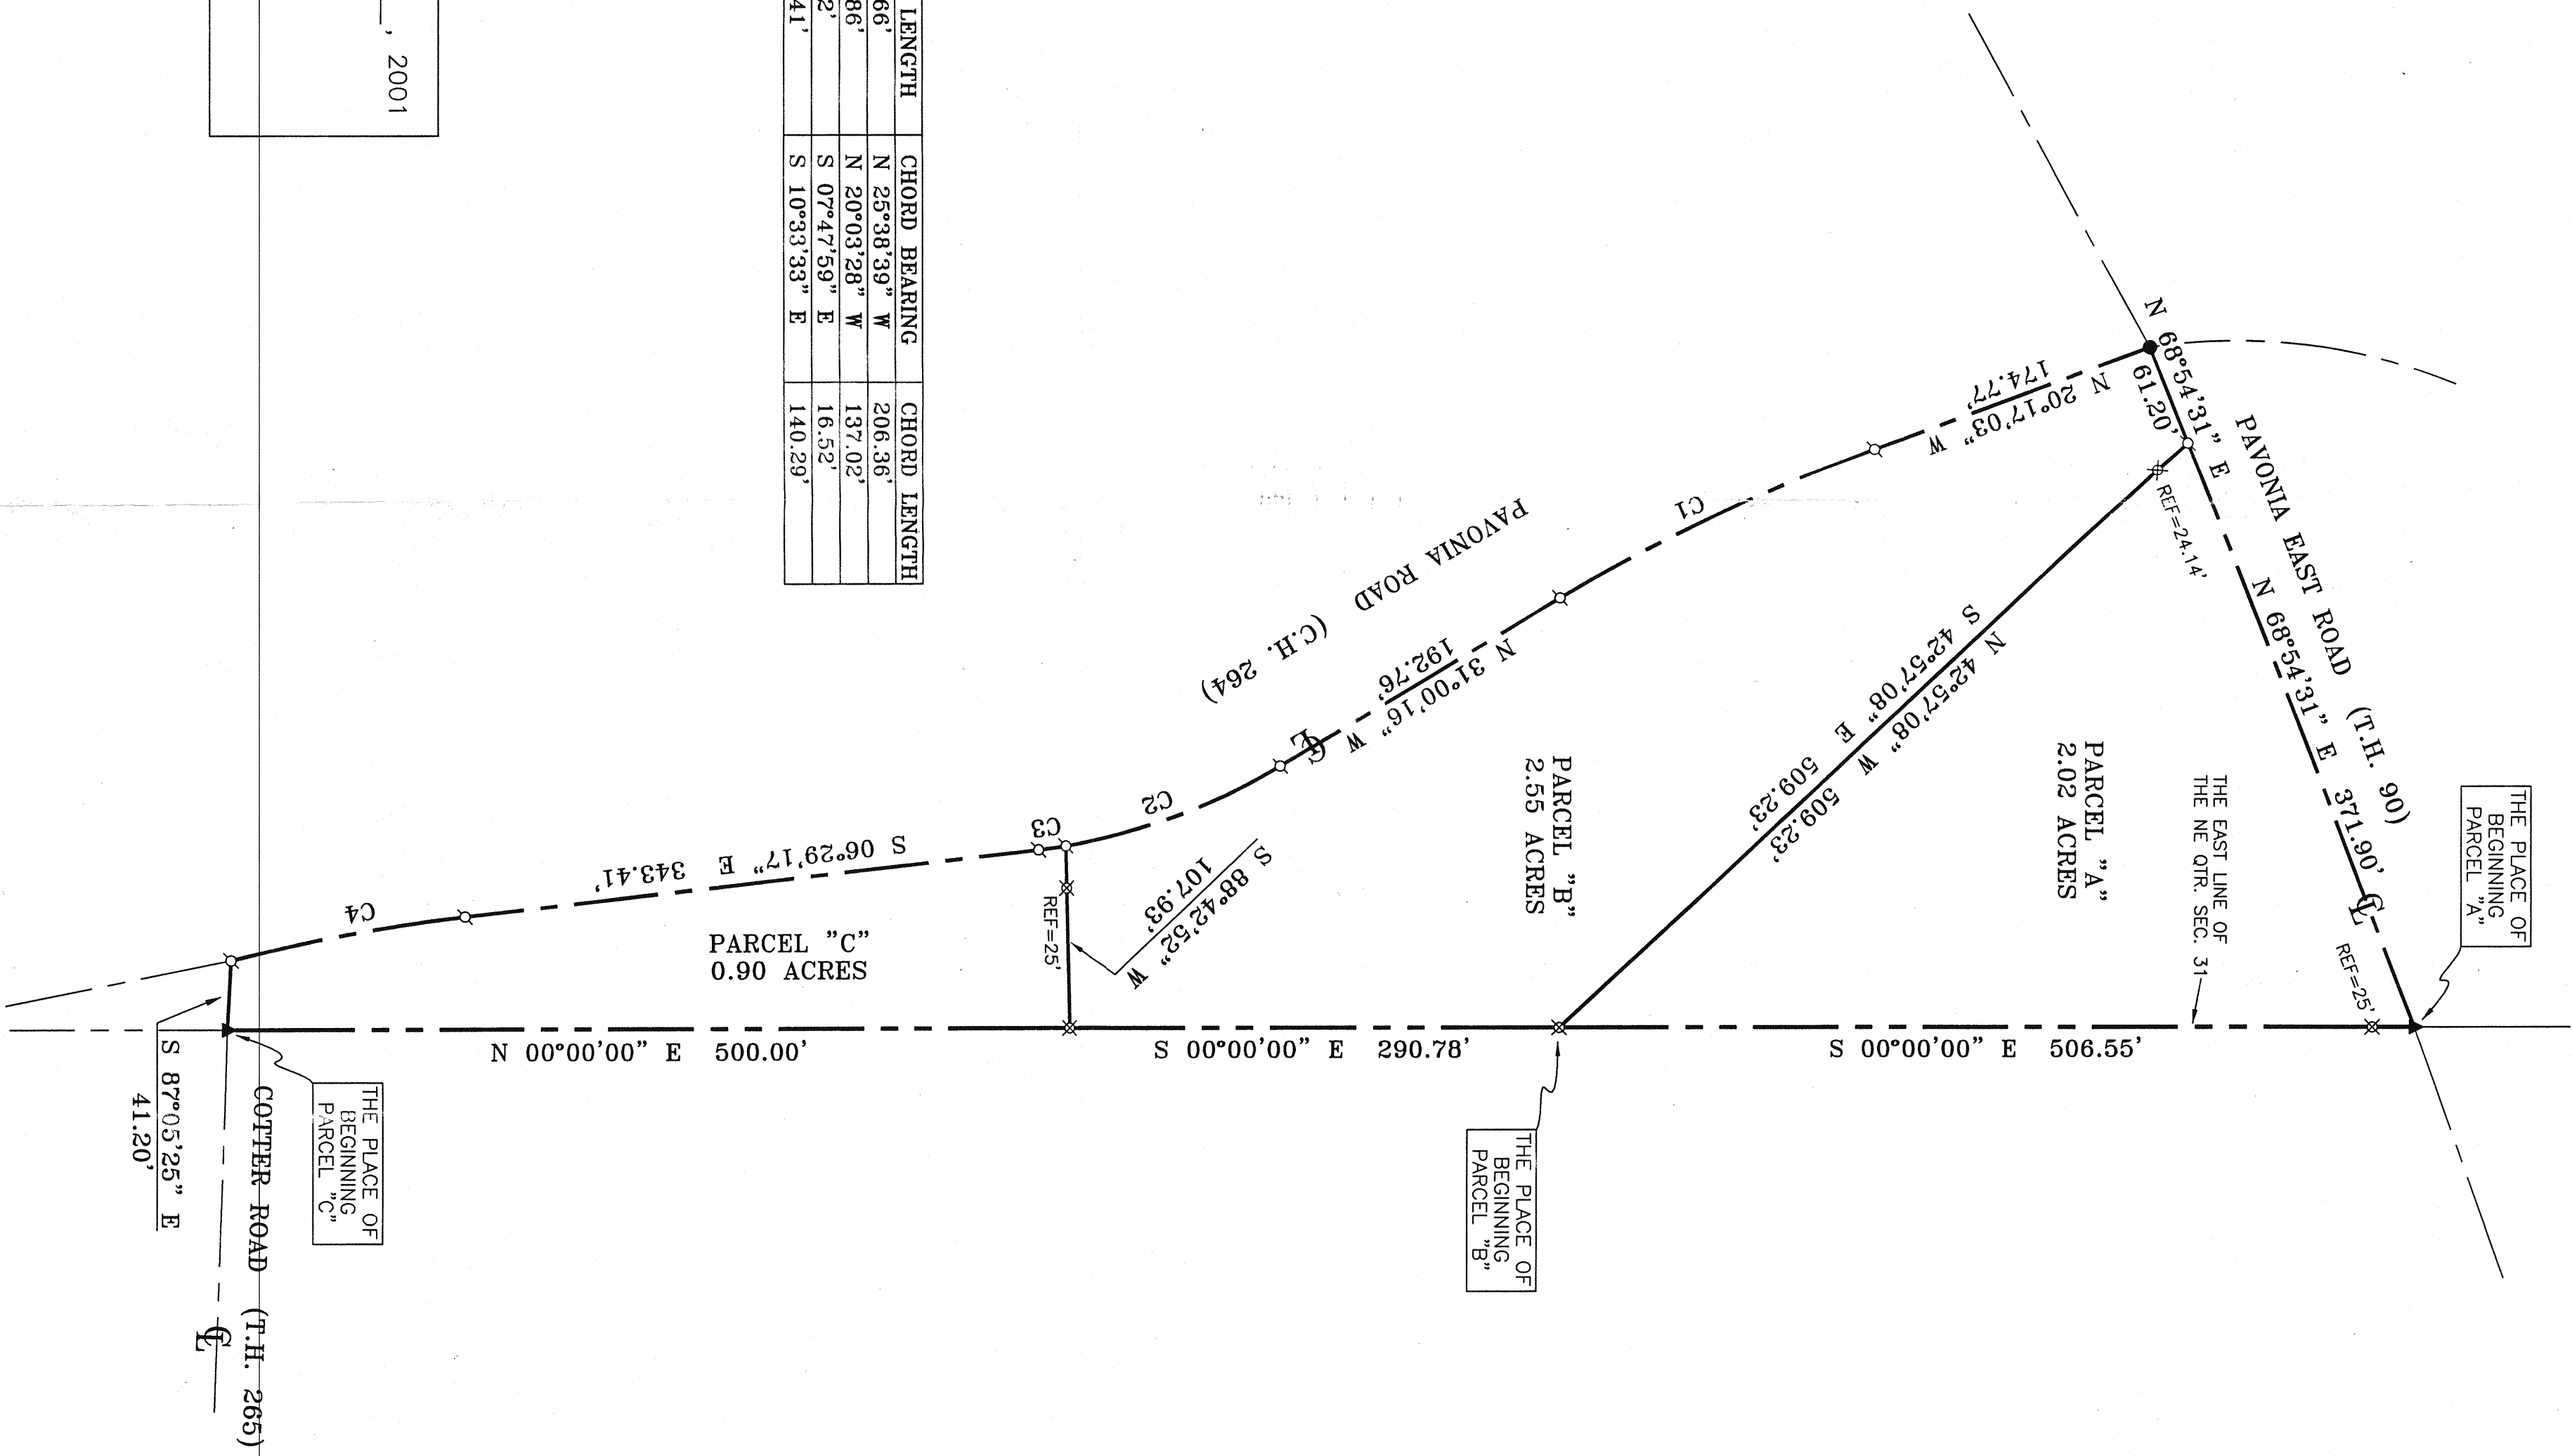 LENGTH CHORD BEARING CHORD LENGTH
66' N 25°38'39" W 206.36'
86' N 20°03'28" W 137.02'
2' S 07°47'59" E 16.52'
41' S 10°33'33" E 140.29'
, 2001
N 68°54'31" E
61.20'
PAVONIA EAST ROAD (T.H. 90)
N 68°54'31" E 371.90'
CL
REF=25'
THE PLACE OF
BEGINNING
PARCEL "A"
THE EAST LINE OF
THE NE QTR. SEC. 31
PARCEL "A"
2.02 ACRES
REF=24.14'
N 20°17'03" W
174.77'
C1
PAVONIA ROAD (C.H. 264)
N 31°00'16" W
192.76'
CL
N 42°57'08" W 509.23'
S 42°57'08" E 509.23'
PARCEL "B"
2.55 ACRES
C2
C3
S 88°42'52" W
107.93'
REF=25'
S 06°29'17" E 343.41'
C4
PARCEL "C"
0.90 ACRES
N 00°00'00" E 500.00'
S 00°00'00" E 290.78'
S 00°00'00" E 506.55'
THE PLACE OF
BEGINNING
PARCEL "B"
THE PLACE OF
BEGINNING
PARCEL "C"
S 87°05'25" E
41.20'
COTTER ROAD (T.H. 265)
CL